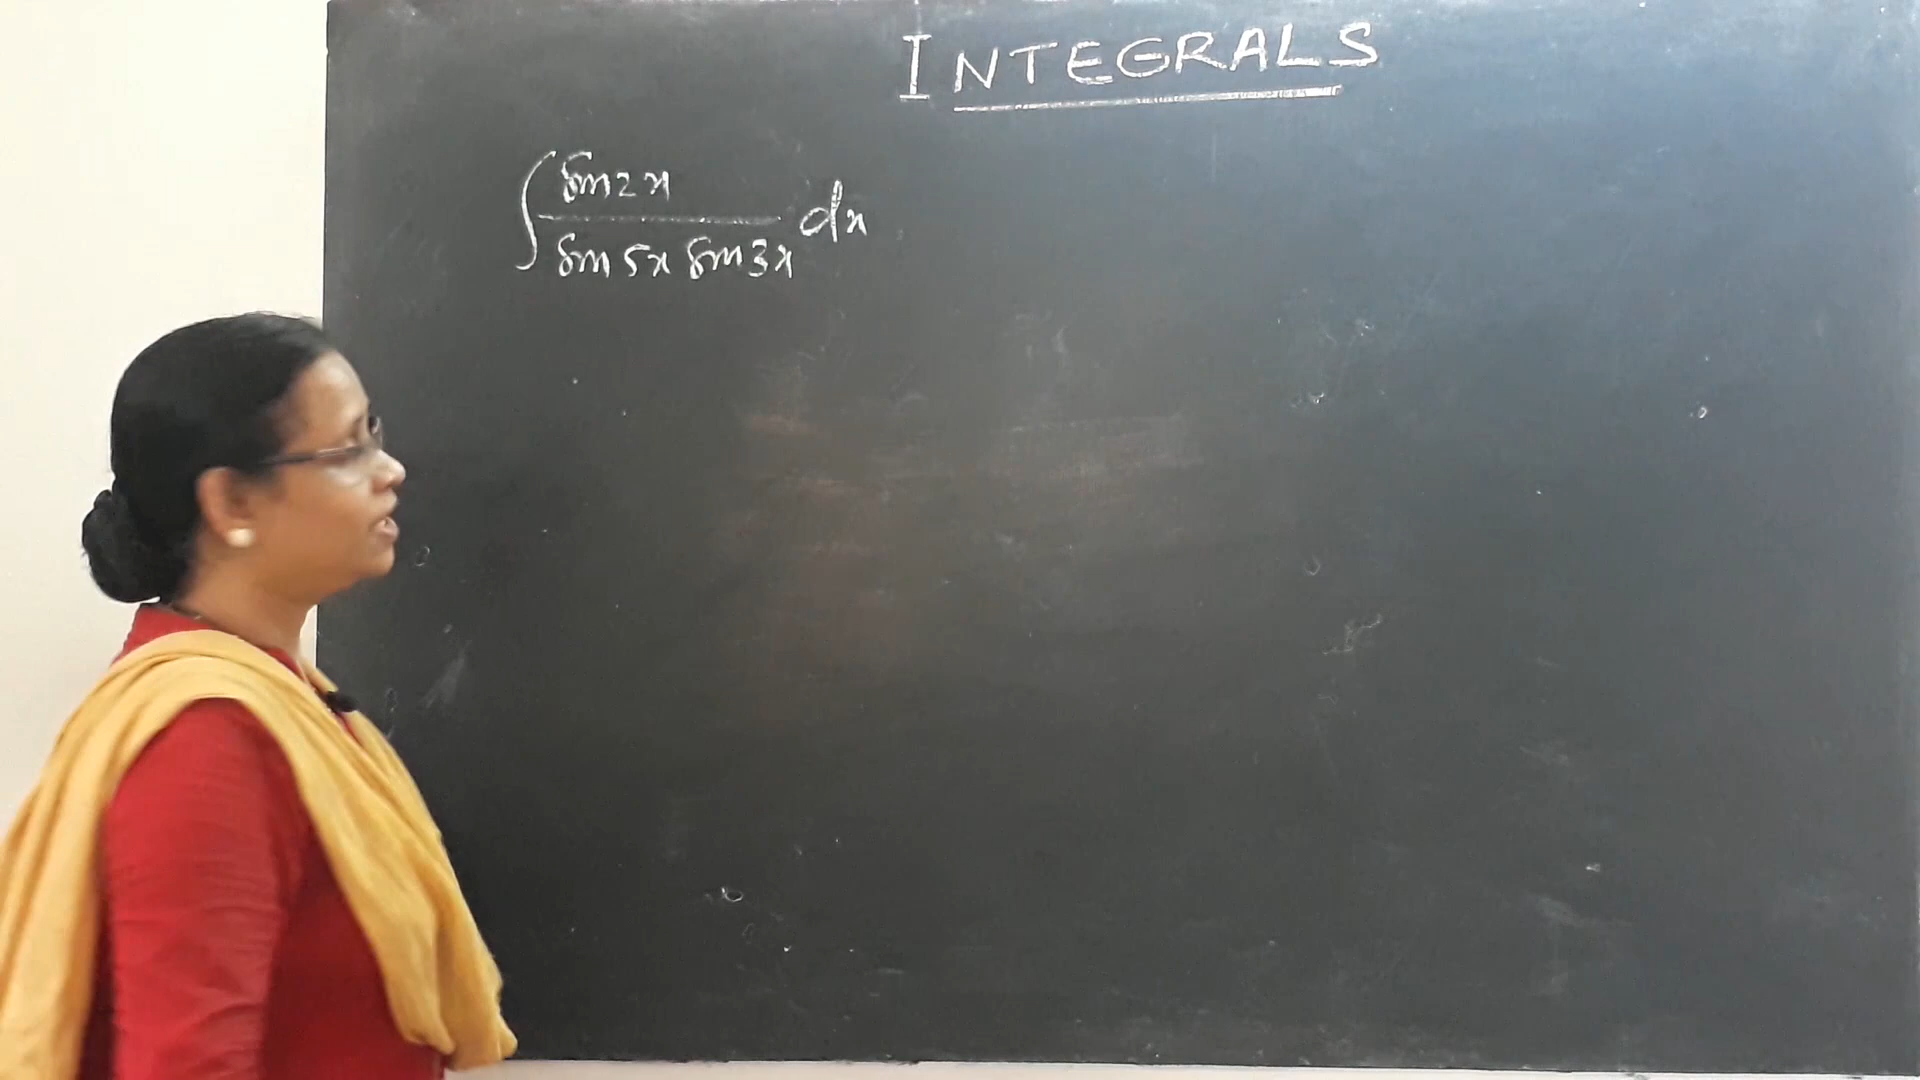 INTEGRALS
∫ sin2x / sin5x sin3x dx